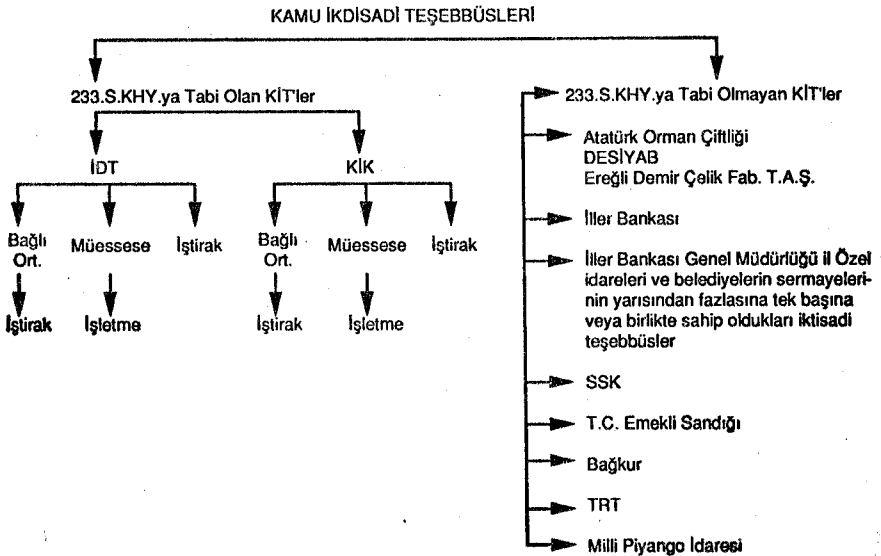 KAMU İKDİSADİ TEŞEBBÜSLERİ
233.S.KHY.ya Tabi Olan KİT'ler
İDT
KİK
Bağlı Ort.
Müessese
İştirak
Bağlı Ort.
Müessese
İştirak
İştirak
İşletme
İştirak
İşletme
233.S.KHY.ya Tabi Olmayan KİT'ler
Atatürk Orman Çiftliği
DESİYAB
Ereğli Demir Çelik Fab. T.A.Ş.
İller Bankası
İller Bankası Genel Müdürlüğü il Özel
idareleri ve belediyelerin sermayeleri-
nin yarısından fazlasına tek başına
veya birlikte sahip oldukları iktisadi
teşebbüsler
SSK
T.C. Emekli Sandığı
Bağkur
TRT
Milli Piyango İdaresi